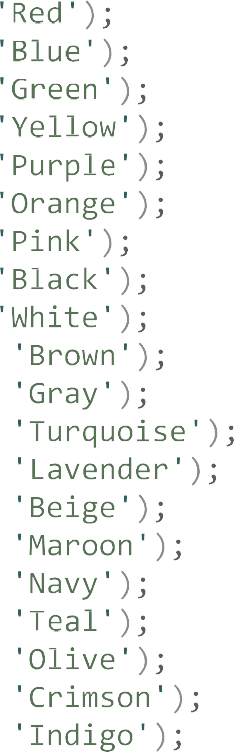 'Red');
'Blue');
'Green');
'Yellow');
'Purple');
'Orange');
'Pink');
'Black');
'White');
'Brown');
'Gray');
'Turquoise');
'Lavender');
'Beige');
'Maroon');
'Navy');
'Teal');
'Olive');
'Crimson');
'Indigo');